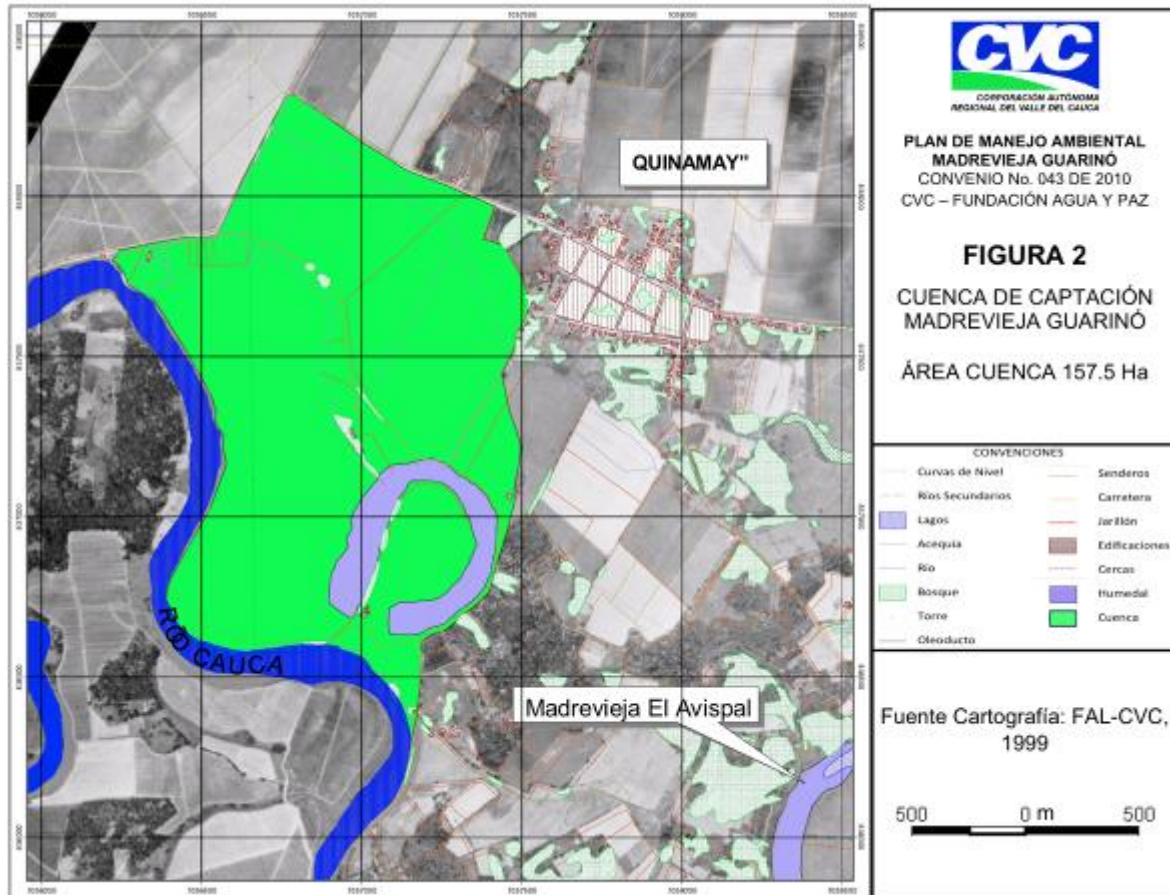 QUINAMAY"
RÍO CAUCA
Madrevieja El Avispal
CVC
CORPORACIÓN AUTÓNOMA
REGIONAL DEL VALLE DEL CAUCA
PLAN DE MANEJO AMBIENTAL
MADREVIEJA GUARINÓ
CONVENIO No. 043 DE 2010
CVC – FUNDACIÓN AGUA Y PAZ
FIGURA 2
CUENCA DE CAPTACIÓN
MADREVIEJA GUARINÓ
ÁREA CUENCA 157.5 Ha
CONVENCIONES
Curvas de Nivel
Ríos Secundarios
Lagos
Acequia
Río
Bosque
Torre
Oleoducto
Senderos
Carretera
Jarillón
Edificaciones
Cercas
Humedal
Cuenca
Fuente Cartografía: FAL-CVC,
1999
500 0 m 500